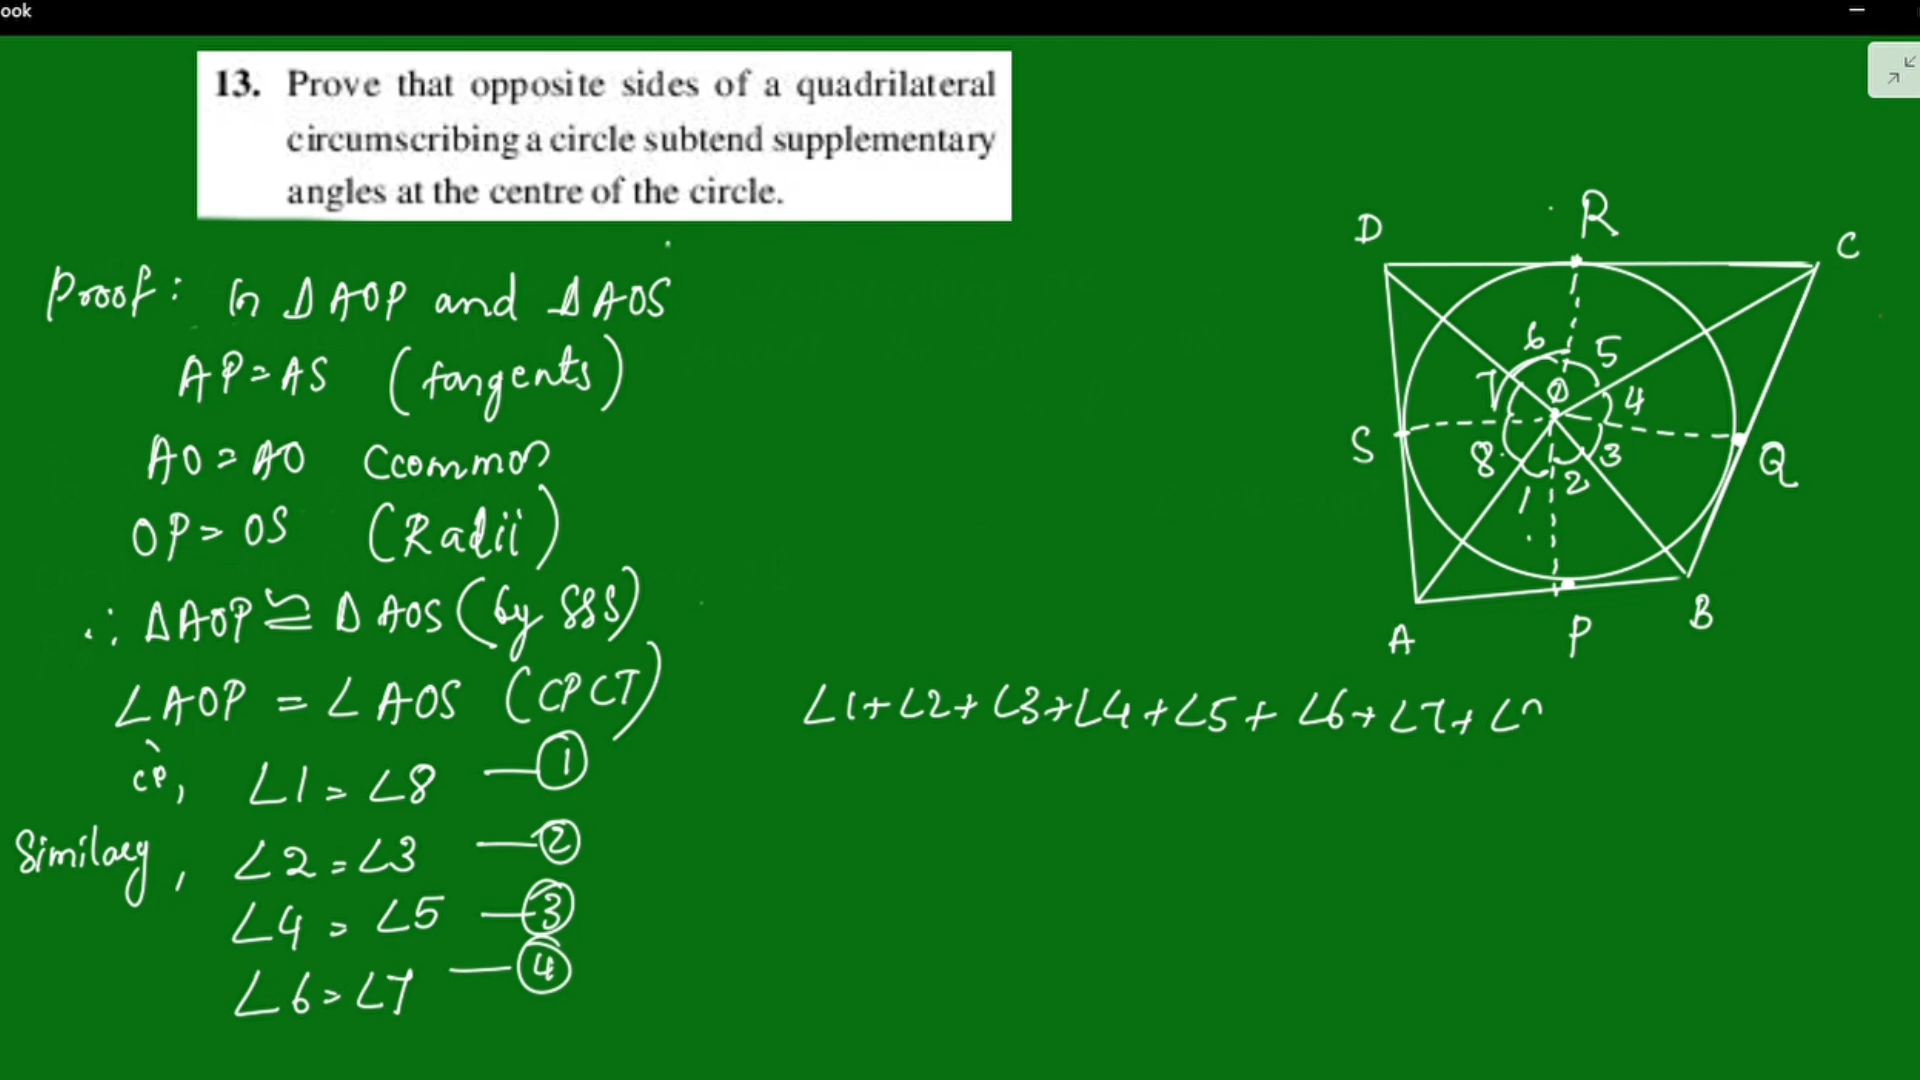 ook
13. Prove that opposite sides of a quadrilateral
circumscribing a circle subtend supplementary
angles at the centre of the circle.
Proof: In ΔAOP and ΔAOS
AP=AS (tangents)
AO=AO (common
OP=OS (Radii)
∴ ΔAOP ≅ ΔAOS (by SSS)
∠AOP = ∠AOS (CPCT)
∠1=∠8 —①
∠2=∠3 —②
∠4=∠5 —③
∠6=∠7 —④
D R C
6 5
7 O 4
S 8 3 Q
1 2
A P B
∠1+∠2+∠3+∠4+∠5+∠6+∠7+∠